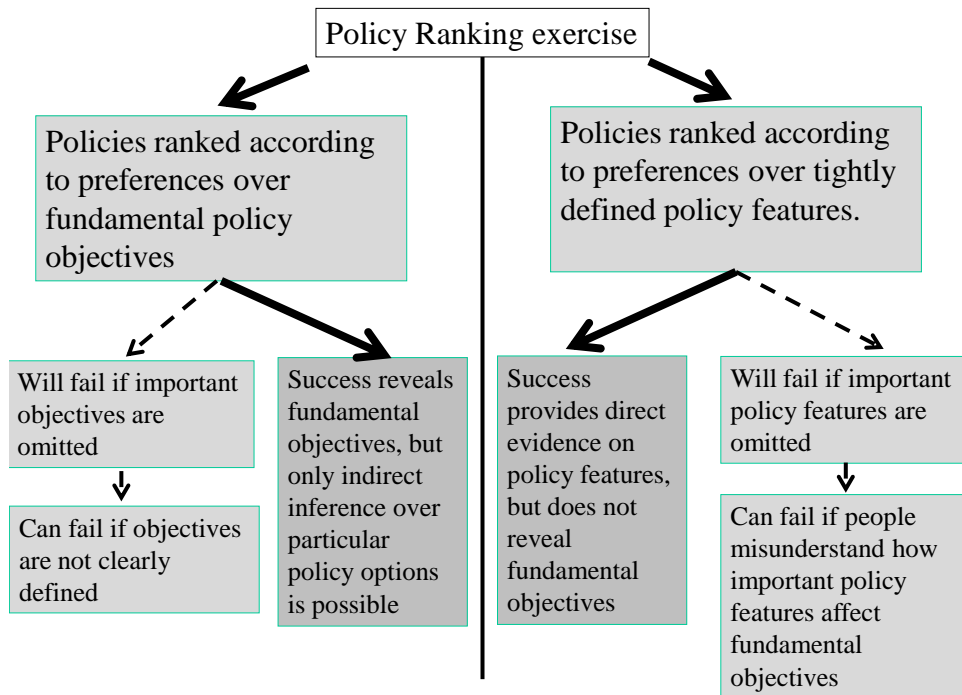 Policy Ranking exercise
Policies ranked according
to preferences over
fundamental policy
objectives
Will fail if important
objectives are
omitted
Can fail if objectives
are not clearly
defined
Success reveals
fundamental
objectives, but
only indirect
inference over
particular
policy options
is possible
Policies ranked according
to preferences over tightly
defined policy features.
Success
provides direct
evidence on
policy features,
but does not
reveal
fundamental
objectives
Will fail if important
policy features are
omitted
Can fail if people
misunderstand how
important policy
features affect
fundamental
objectives